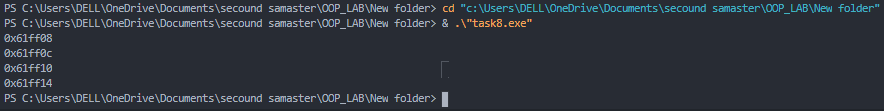 PS C:\Users\DELL\OneDrive\Documents\secound samaster\OOP_LAB\New folder> cd "c:\Users\DELL\OneDrive\Documents\secound samaster\OOP_LAB\New folder"
PS C:\Users\DELL\OneDrive\Documents\secound samaster\OOP_LAB\New folder> & .\"task8.exe"
0x61ff08
0x61ff0c
0x61ff10
0x61ff14
PS C:\Users\DELL\OneDrive\Documents\secound samaster\OOP_LAB\New folder>